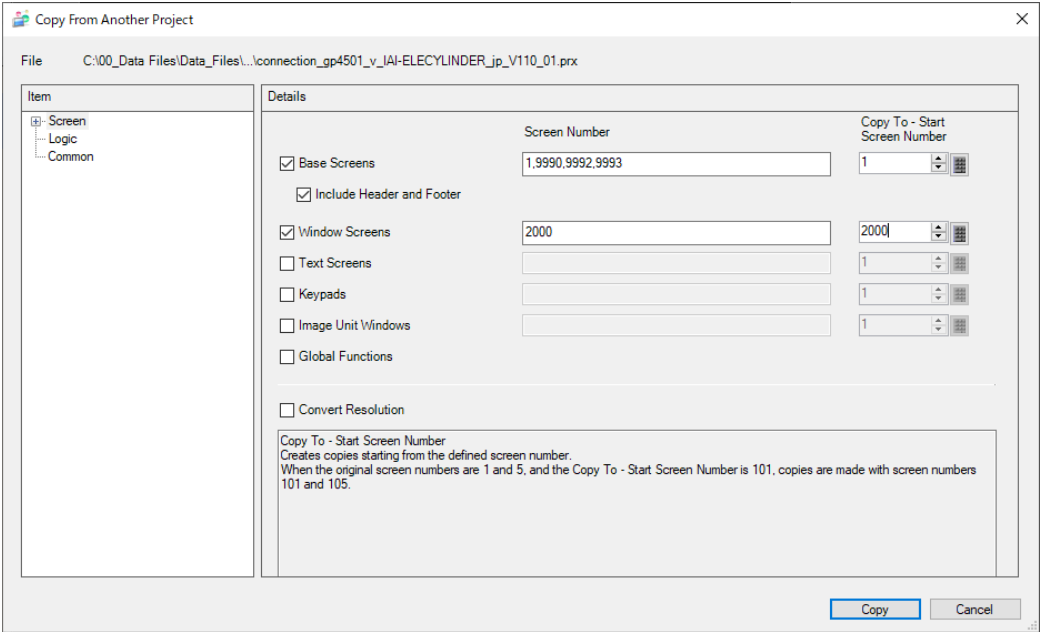 Copy From Another Project
File C:\00_Data Files\Data_Files\...\connection_gp4501_v_IAI-ELECYLINDER_jp_V110_01.prx
Item
Screen
Logic
Common
Details
Screen Number
Copy To - Start
Screen Number
Base Screens 1,9990,9992,9993 1
Include Header and Footer
Window Screens 2000 2000
Text Screens 1
Keypads 1
Image Unit Windows 1
Global Functions
Convert Resolution
Copy To - Start Screen Number
Creates copies starting from the defined screen number.
When the original screen numbers are 1 and 5, and the Copy To - Start Screen Number is 101, copies are made with screen numbers
101 and 105.
Copy Cancel